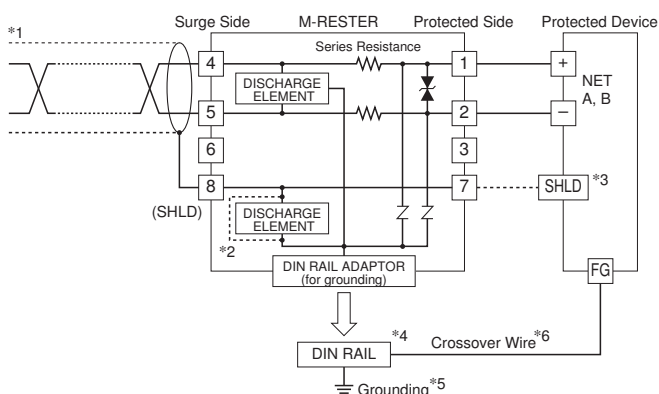 Surge Side M-RESTER Protected Side Protected Device
*1
Series Resistance
4 1 +
DISCHARGE
ELEMENT
NET
A, B
5 2 −
6 3
8 7 SHLD *3
(SHLD)
DISCHARGE
ELEMENT
*2
DIN RAIL ADAPTOR
(for grounding)
FG
*4
Crossover Wire*6
DIN RAIL
Grounding*5